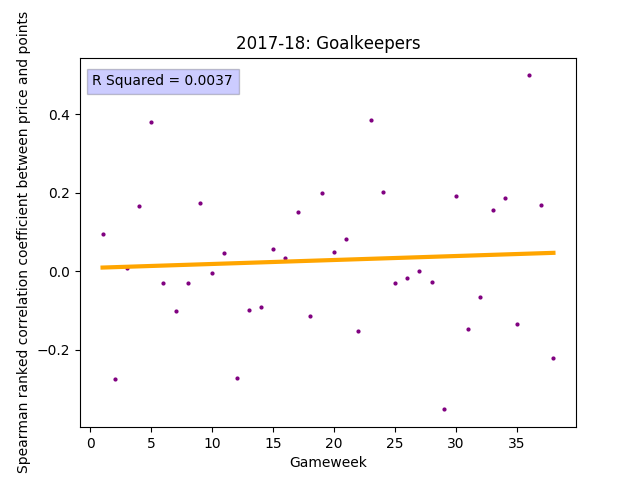 2017-18: Goalkeepers
R Squared = 0.0037
Spearman ranked correlation coefficient between price and points
0.4
0.2
0.0
−0.2
0 5 10 15 20 25 30 35
Gameweek